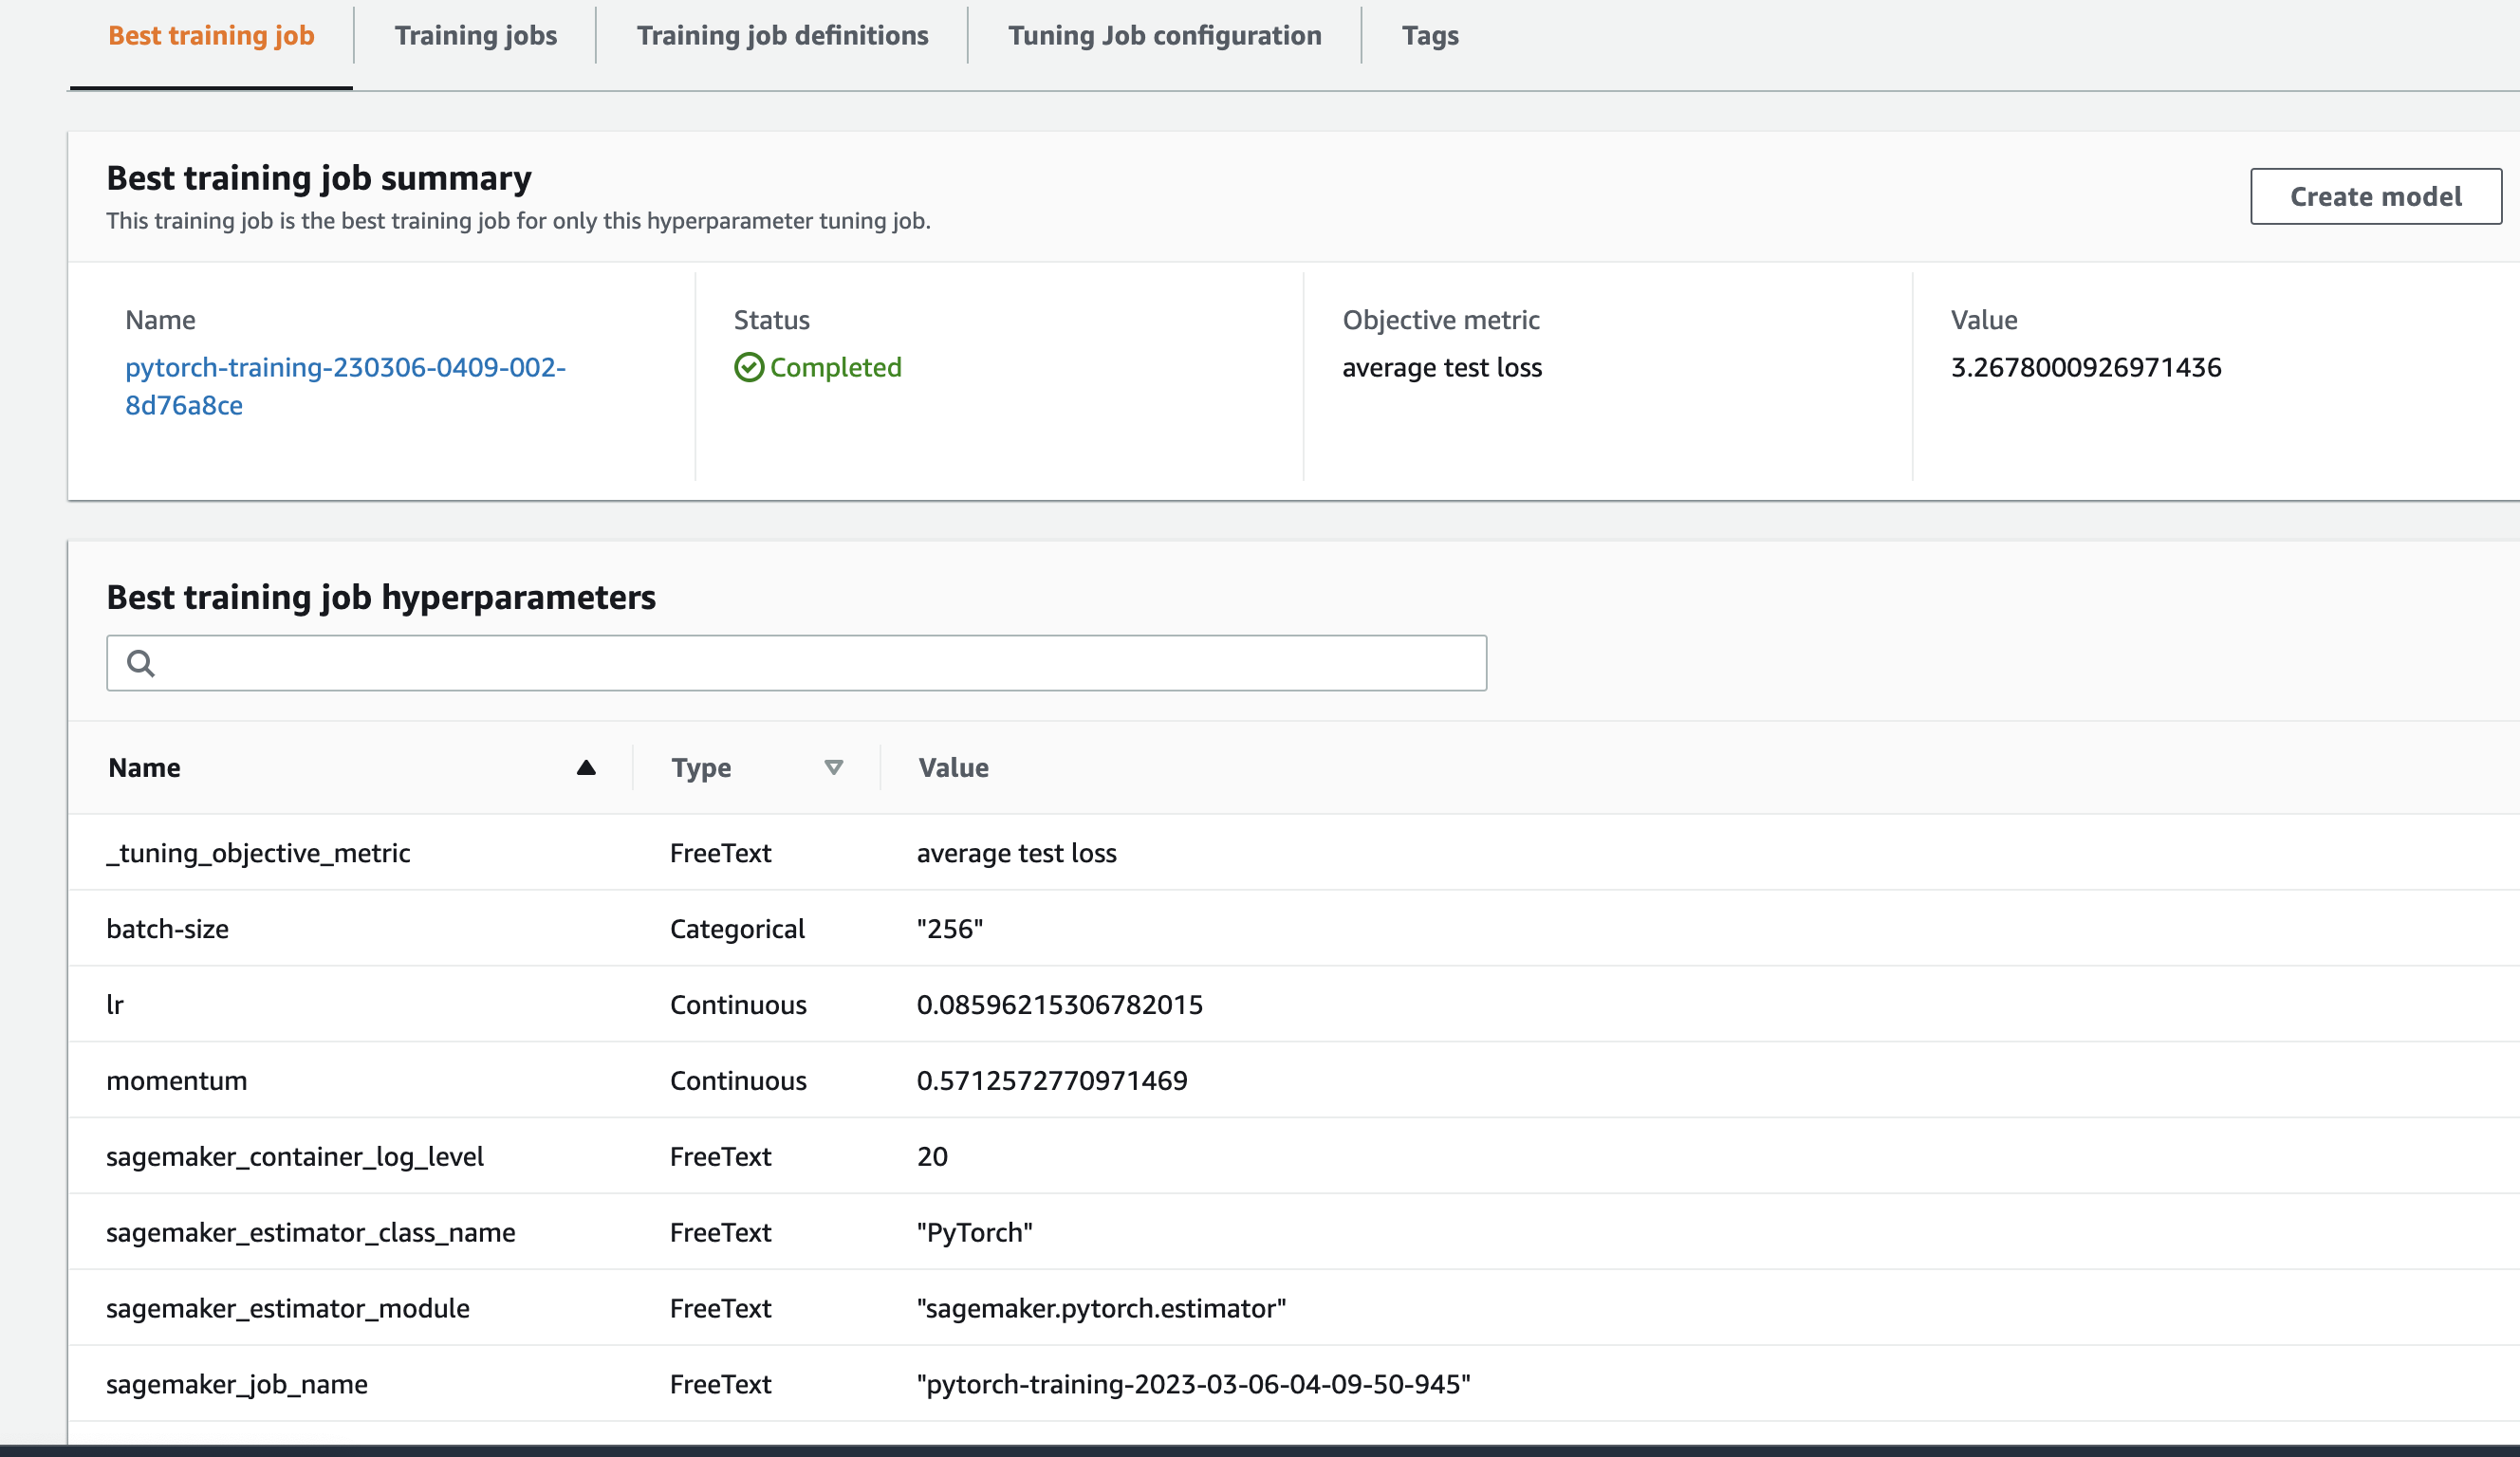 Best training job
Training jobs
Training job definitions
Tuning Job configuration
Tags
Best training job summary
This training job is the best training job for only this hyperparameter tuning job.
Create model
Name
pytorch-training-230306-0409-002-
8d76a8ce
Status
Completed
Objective metric
average test loss
Value
3.2678000926971436
Best training job hyperparameters
Name Type Value
_tuning_objective_metric FreeText average test loss
batch-size Categorical "256"
lr Continuous 0.08596215306782015
momentum Continuous 0.5712572770971469
sagemaker_container_log_level FreeText 20
sagemaker_estimator_class_name FreeText "PyTorch"
sagemaker_estimator_module FreeText "sagemaker.pytorch.estimator"
sagemaker_job_name FreeText "pytorch-training-2023-03-06-04-09-50-945"